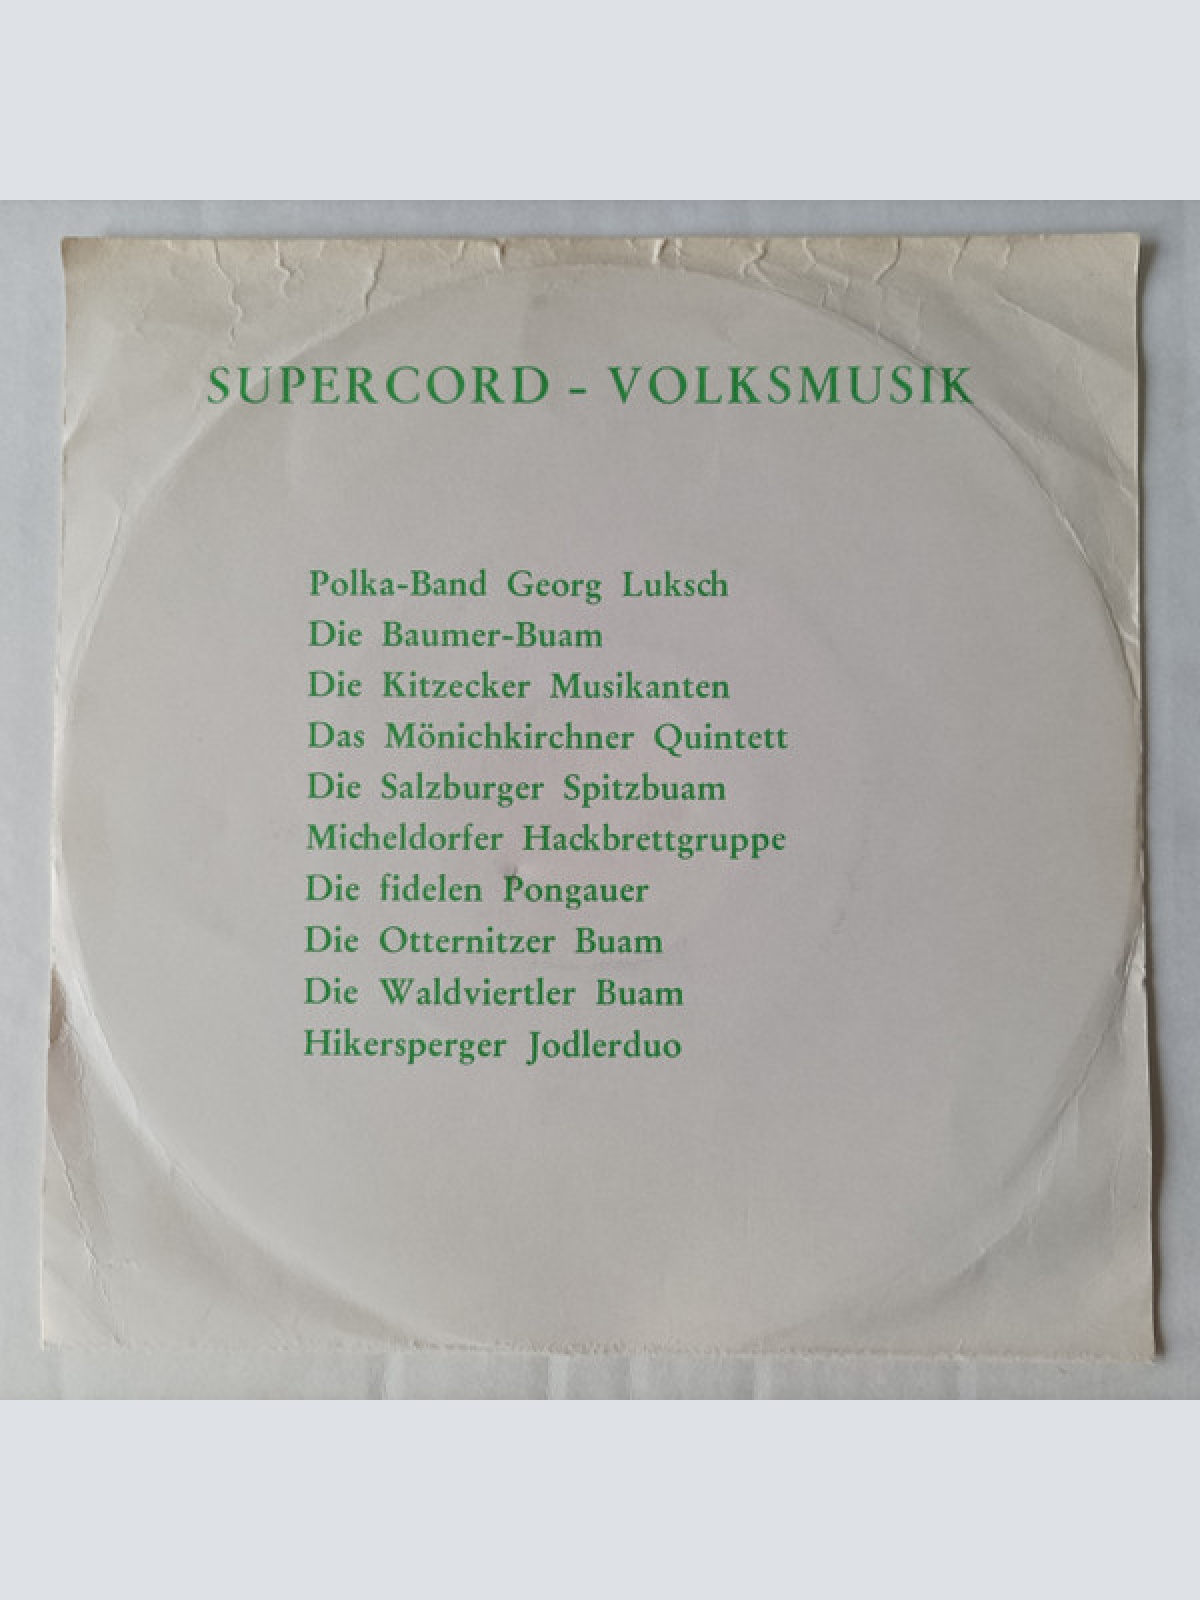 SUPERCORD - VOLKSMUSIK
Polka-Band Georg Luksch
Die Baumer-Buam
Die Kitzecker Musikanten
Das Mönichkirchner Quintett
Die Salzburger Spitzbuam
Micheldorfer Hackbrettgruppe
Die fidelen Pongauer
Die Otternitzer Buam
Die Waldviertler Buam
Hikersperger Jodlerduo